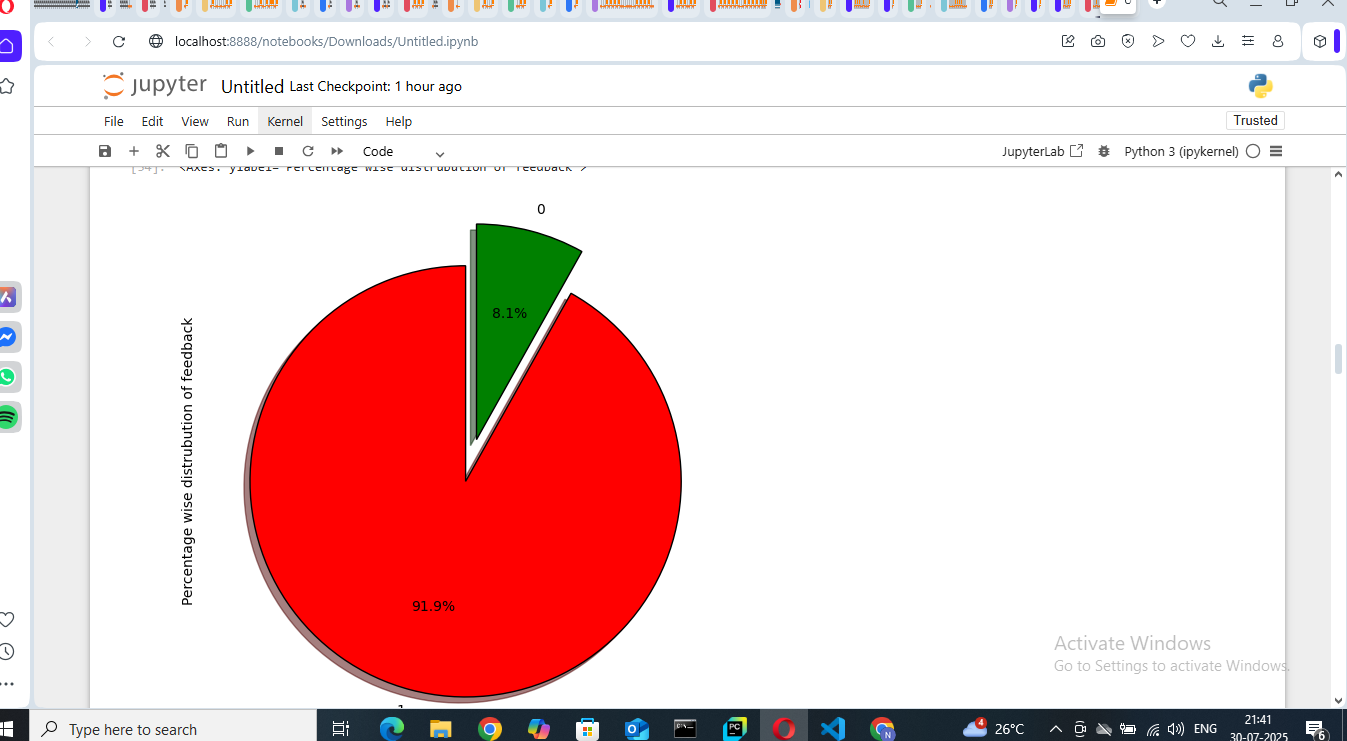 localhost:8888/notebooks/Downloads/Untitled.ipynb
jupyter Untitled Last Checkpoint: 1 hour ago
File Edit View Run Kernel Settings Help
Trusted
Code
JupyterLab
Python 3 (ipykernel)
[34]: <Axes: ylabel='Percentage wise distrubution of feedback'>
0
8.1%
Percentage wise distrubution of feedback
91.9%
1
Activate Windows
Go to Settings to activate Windows.
Type here to search
PC
N
4
26°C
ENG
21:41
30-07-2025
6